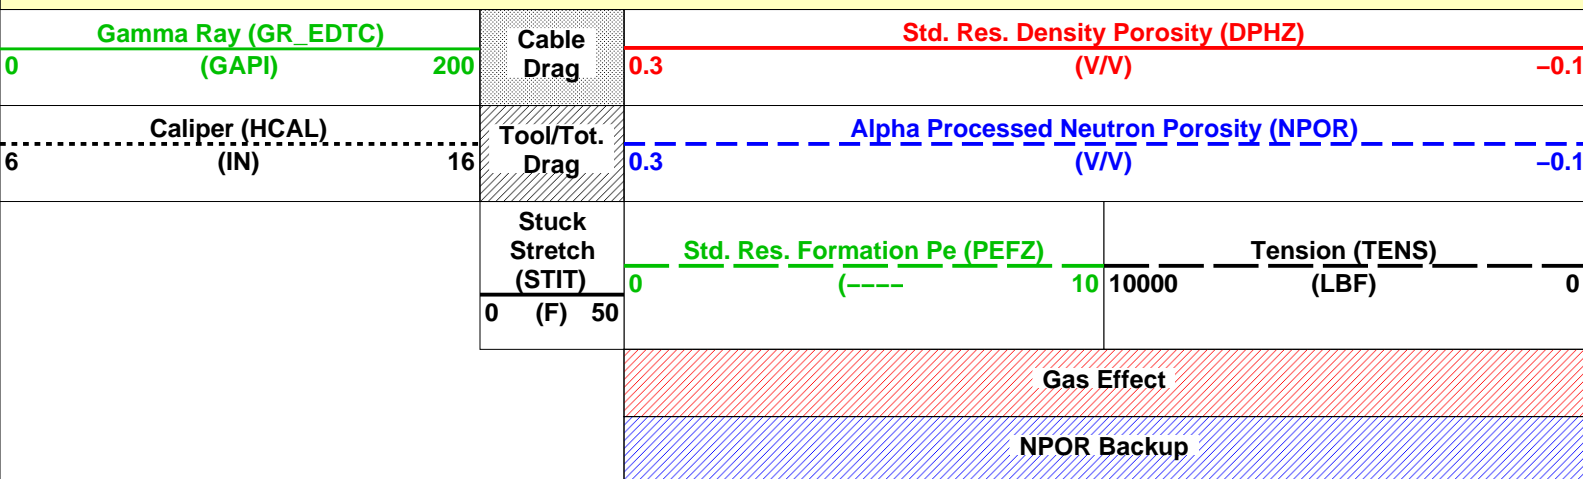 Gamma Ray (GR_EDTC)
0 (GAPI) 200
Cable
Drag
Std. Res. Density Porosity (DPHZ)
0.3 (V/V) −0.1
Caliper (HCAL)
6 (IN) 16
Tool/Tot.
Drag
Alpha Processed Neutron Porosity (NPOR)
0.3 (V/V) −0.1
Stuck
Stretch
(STIT)
0 (F) 50
Std. Res. Formation Pe (PEFZ)
0 (−−−− 10
Tension (TENS)
10000 (LBF) 0
Gas Effect
NPOR Backup